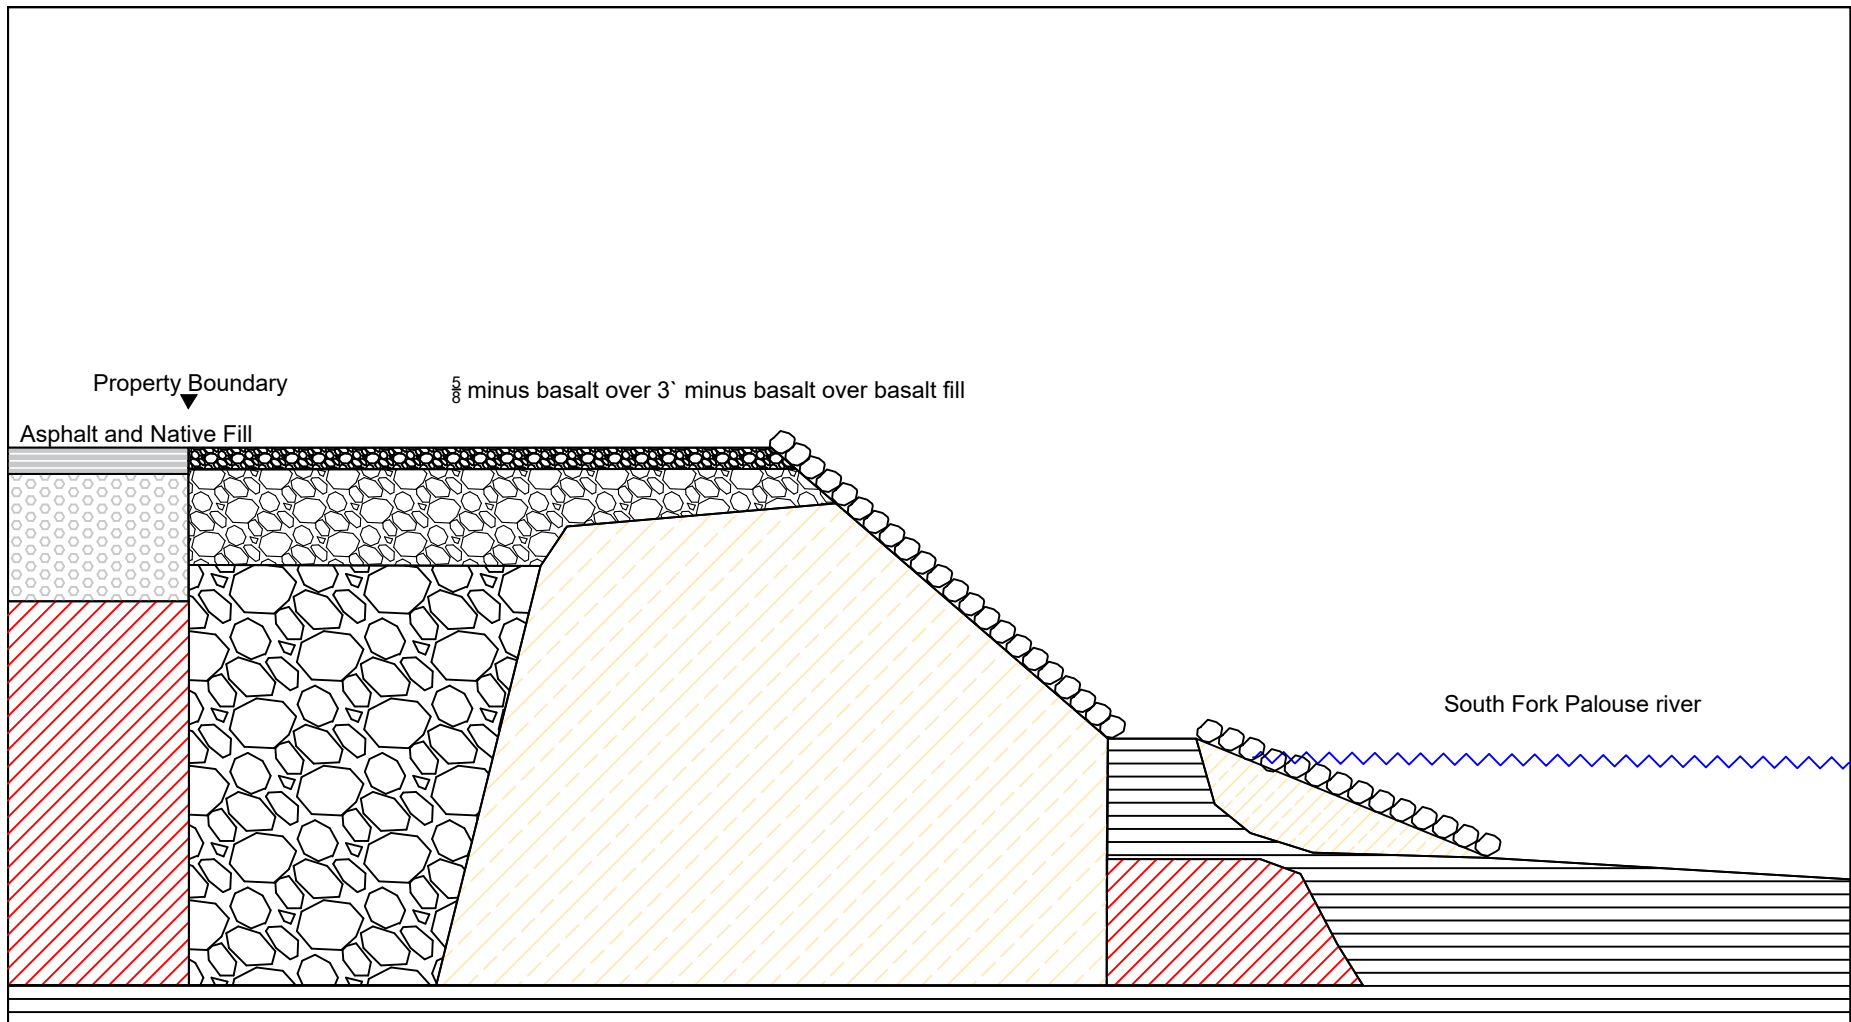 Property Boundary
5/8 minus basalt over 3` minus basalt over basalt fill
Asphalt and Native Fill
South Fork Palouse river